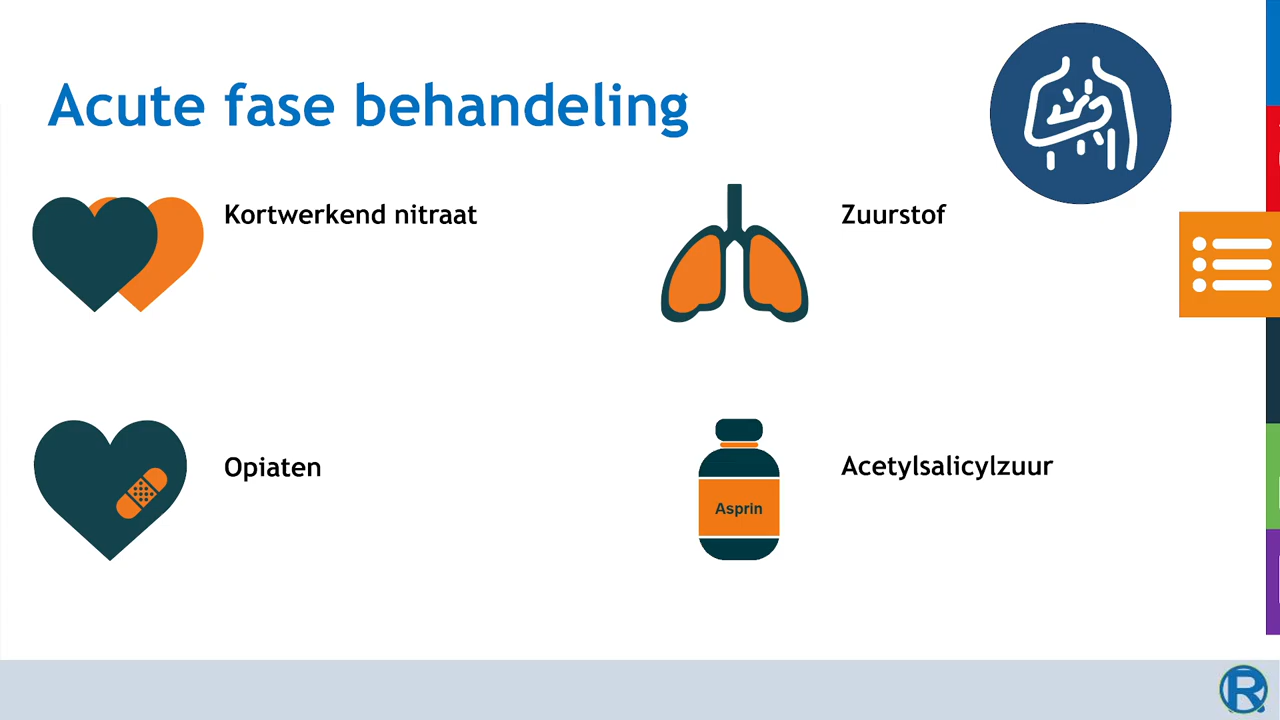 Acute fase behandeling
Kortwerkend nitraat
Zuurstof
Opiaten
Acetylsalicylzuur
Asprin
R